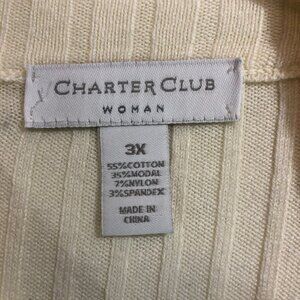 CHARTER CLUB
WOMAN
3X
55%COTTON
35%MODAL
7%NYLON
3%SPANDEX
MADE IN
CHINA